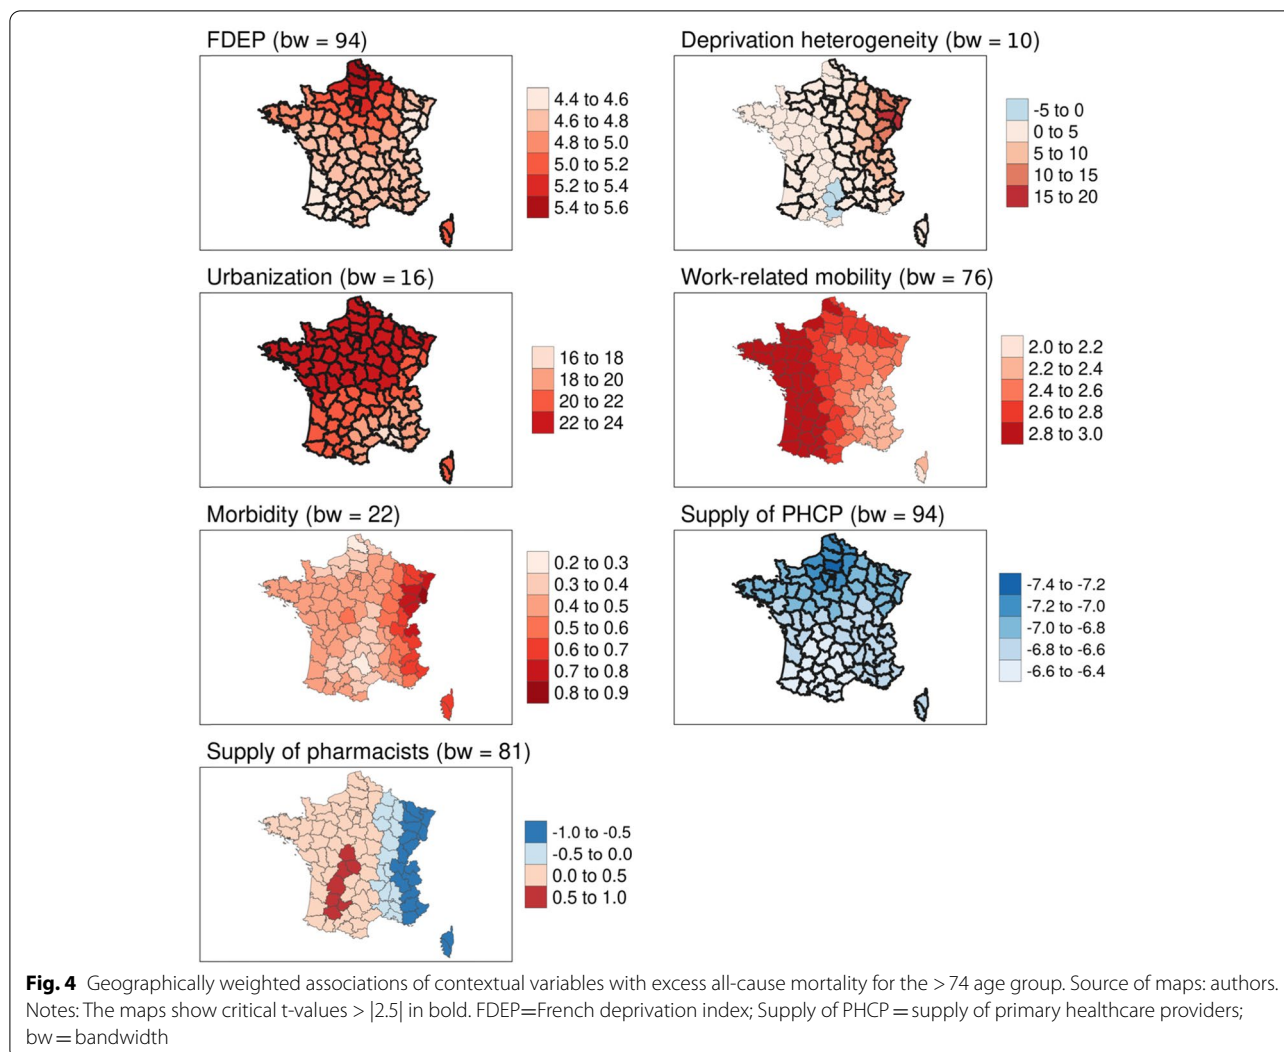 FDEP (bw = 94)
4.4 to 4.6
4.6 to 4.8
4.8 to 5.0
5.0 to 5.2
5.2 to 5.4
5.4 to 5.6
Deprivation heterogeneity (bw = 10)
-5 to 0
0 to 5
5 to 10
10 to 15
15 to 20
Urbanization (bw = 16)
16 to 18
18 to 20
20 to 22
22 to 24
Work-related mobility (bw = 76)
2.0 to 2.2
2.2 to 2.4
2.4 to 2.6
2.6 to 2.8
2.8 to 3.0
Morbidity (bw = 22)
0.2 to 0.3
0.3 to 0.4
0.4 to 0.5
0.5 to 0.6
0.6 to 0.7
0.7 to 0.8
0.8 to 0.9
Supply of PHCP (bw = 94)
-7.4 to -7.2
-7.2 to -7.0
-7.0 to -6.8
-6.8 to -6.6
-6.6 to -6.4
Supply of pharmacists (bw = 81)
-1.0 to -0.5
-0.5 to 0.0
0.0 to 0.5
0.5 to 1.0
Fig. 4 Geographically weighted associations of contextual variables with excess all-cause mortality for the > 74 age group. Source of maps: authors.
Notes: The maps show critical t-values > |2.5| in bold. FDEP=French deprivation index; Supply of PHCP = supply of primary healthcare providers;
bw = bandwidth